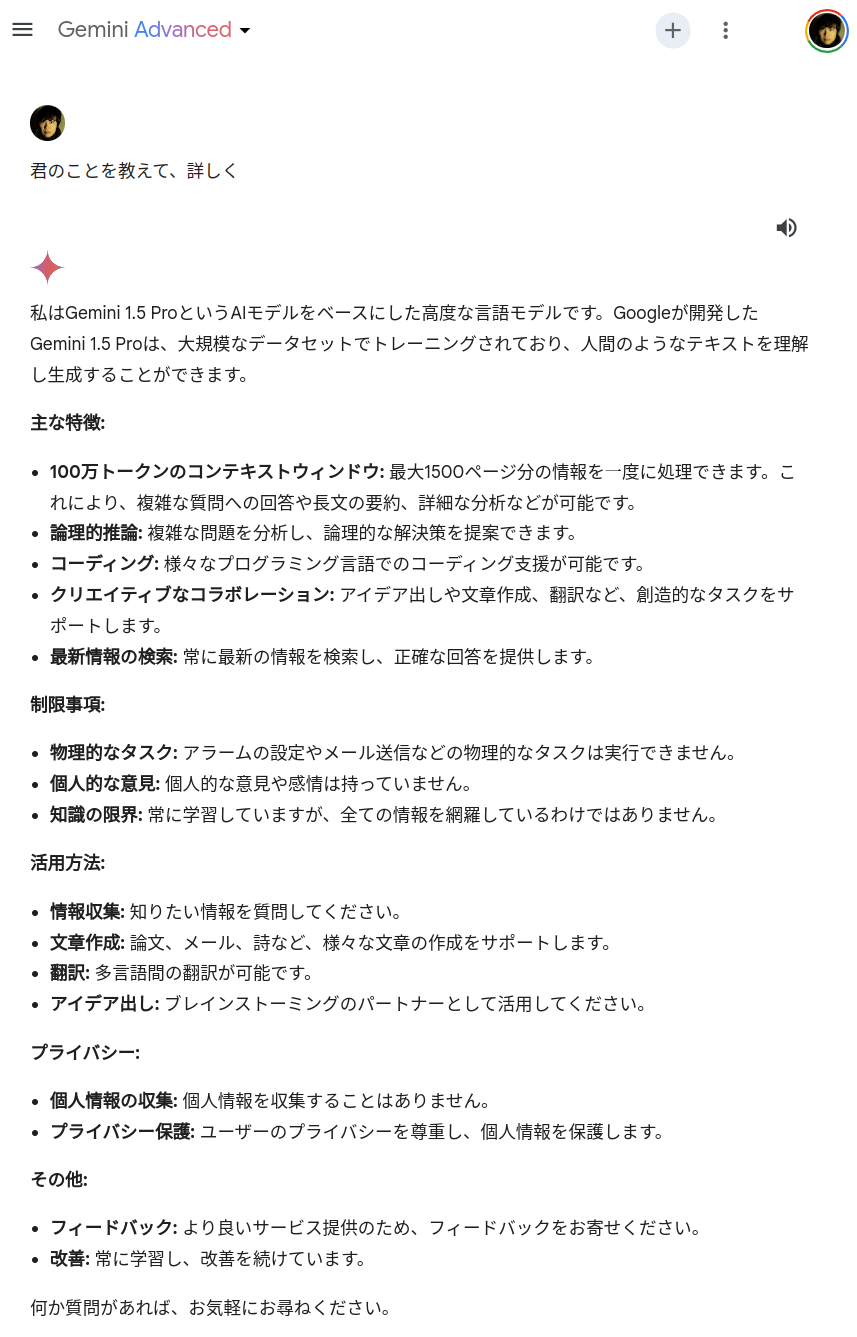 Gemini Advanced
君のことを教えて、詳しく
私はGemini 1.5 ProというAIモデルをベースにした高度な言語モデルです。Googleが開発した
Gemini 1.5 Proは、大規模なデータセットでトレーニングされており、人間のようなテキストを理解
し生成することができます。
主な特徴:
• 100万トークンのコンテキストウィンドウ: 最大1500ページ分の情報を一度に処理できます。こ
れにより、複雑な質問への回答や長文の要約、詳細な分析などが可能です。
• 論理的推論: 複雑な問題を分析し、論理的な解決策を提案できます。
• コーディング: 様々なプログラミング言語でのコーディング支援が可能です。
• クリエイティブなコラボレーション: アイデア出しや文章作成、翻訳など、創造的なタスクをサ
ポートします。
• 最新情報の検索: 常に最新の情報を検索し、正確な回答を提供します。
制限事項:
• 物理的なタスク: アラームの設定やメール送信などの物理的なタスクは実行できません。
• 個人的な意見: 個人的な意見や感情は持っていません。
• 知識の限界: 常に学習していますが、全ての情報を網羅しているわけではありません。
活用方法:
• 情報収集: 知りたい情報を質問してください。
• 文章作成: 論文、メール、詩など、様々な文章の作成をサポートします。
• 翻訳: 多言語間の翻訳が可能です。
• アイデア出し: ブレインストーミングのパートナーとして活用してください。
プライバシー:
• 個人情報の収集: 個人情報を収集することはありません。
• プライバシー保護: ユーザーのプライバシーを尊重し、個人情報を保護します。
その他:
• フィードバック: より良いサービス提供のため、フィードバックをお寄せください。
• 改善: 常に学習し、改善を続けています。
何か質問があれば、お気軽にお尋ねください。